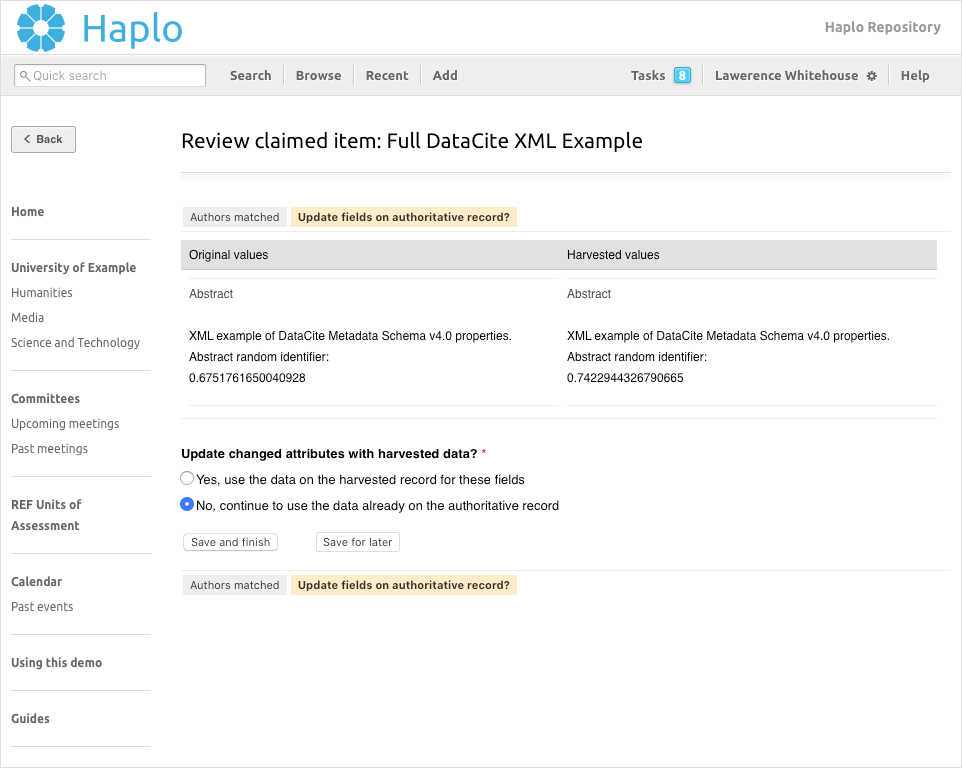 Haplo
Haplo Repository
Quick search
Search
Browse
Recent
Add
Tasks 8
Lawerence Whitehouse
Help
Back
Review claimed item: Full DataCite XML Example
Home
University of Example
Humanities
Media
Science and Technology
Committees
Upcoming meetings
Past meetings
REF Units of
Assessment
Calendar
Past events
Using this demo
Guides
Authors matched
Update fields on authoritative record?
Original values
Harvested values
Abstract
XML example of DataCite Metadata Schema v4.0 properties.
Abstract random identifier:
0.6751761650040928
Abstract
XML example of DataCite Metadata Schema v4.0 properties.
Abstract random identifier:
0.7422944326790665
Update changed attributes with harvested data? *
Yes, use the data on the harvested record for these fields
No, continue to use the data already on the authoritative record
Save and finish
Save for later
Authors matched
Update fields on authoritative record?